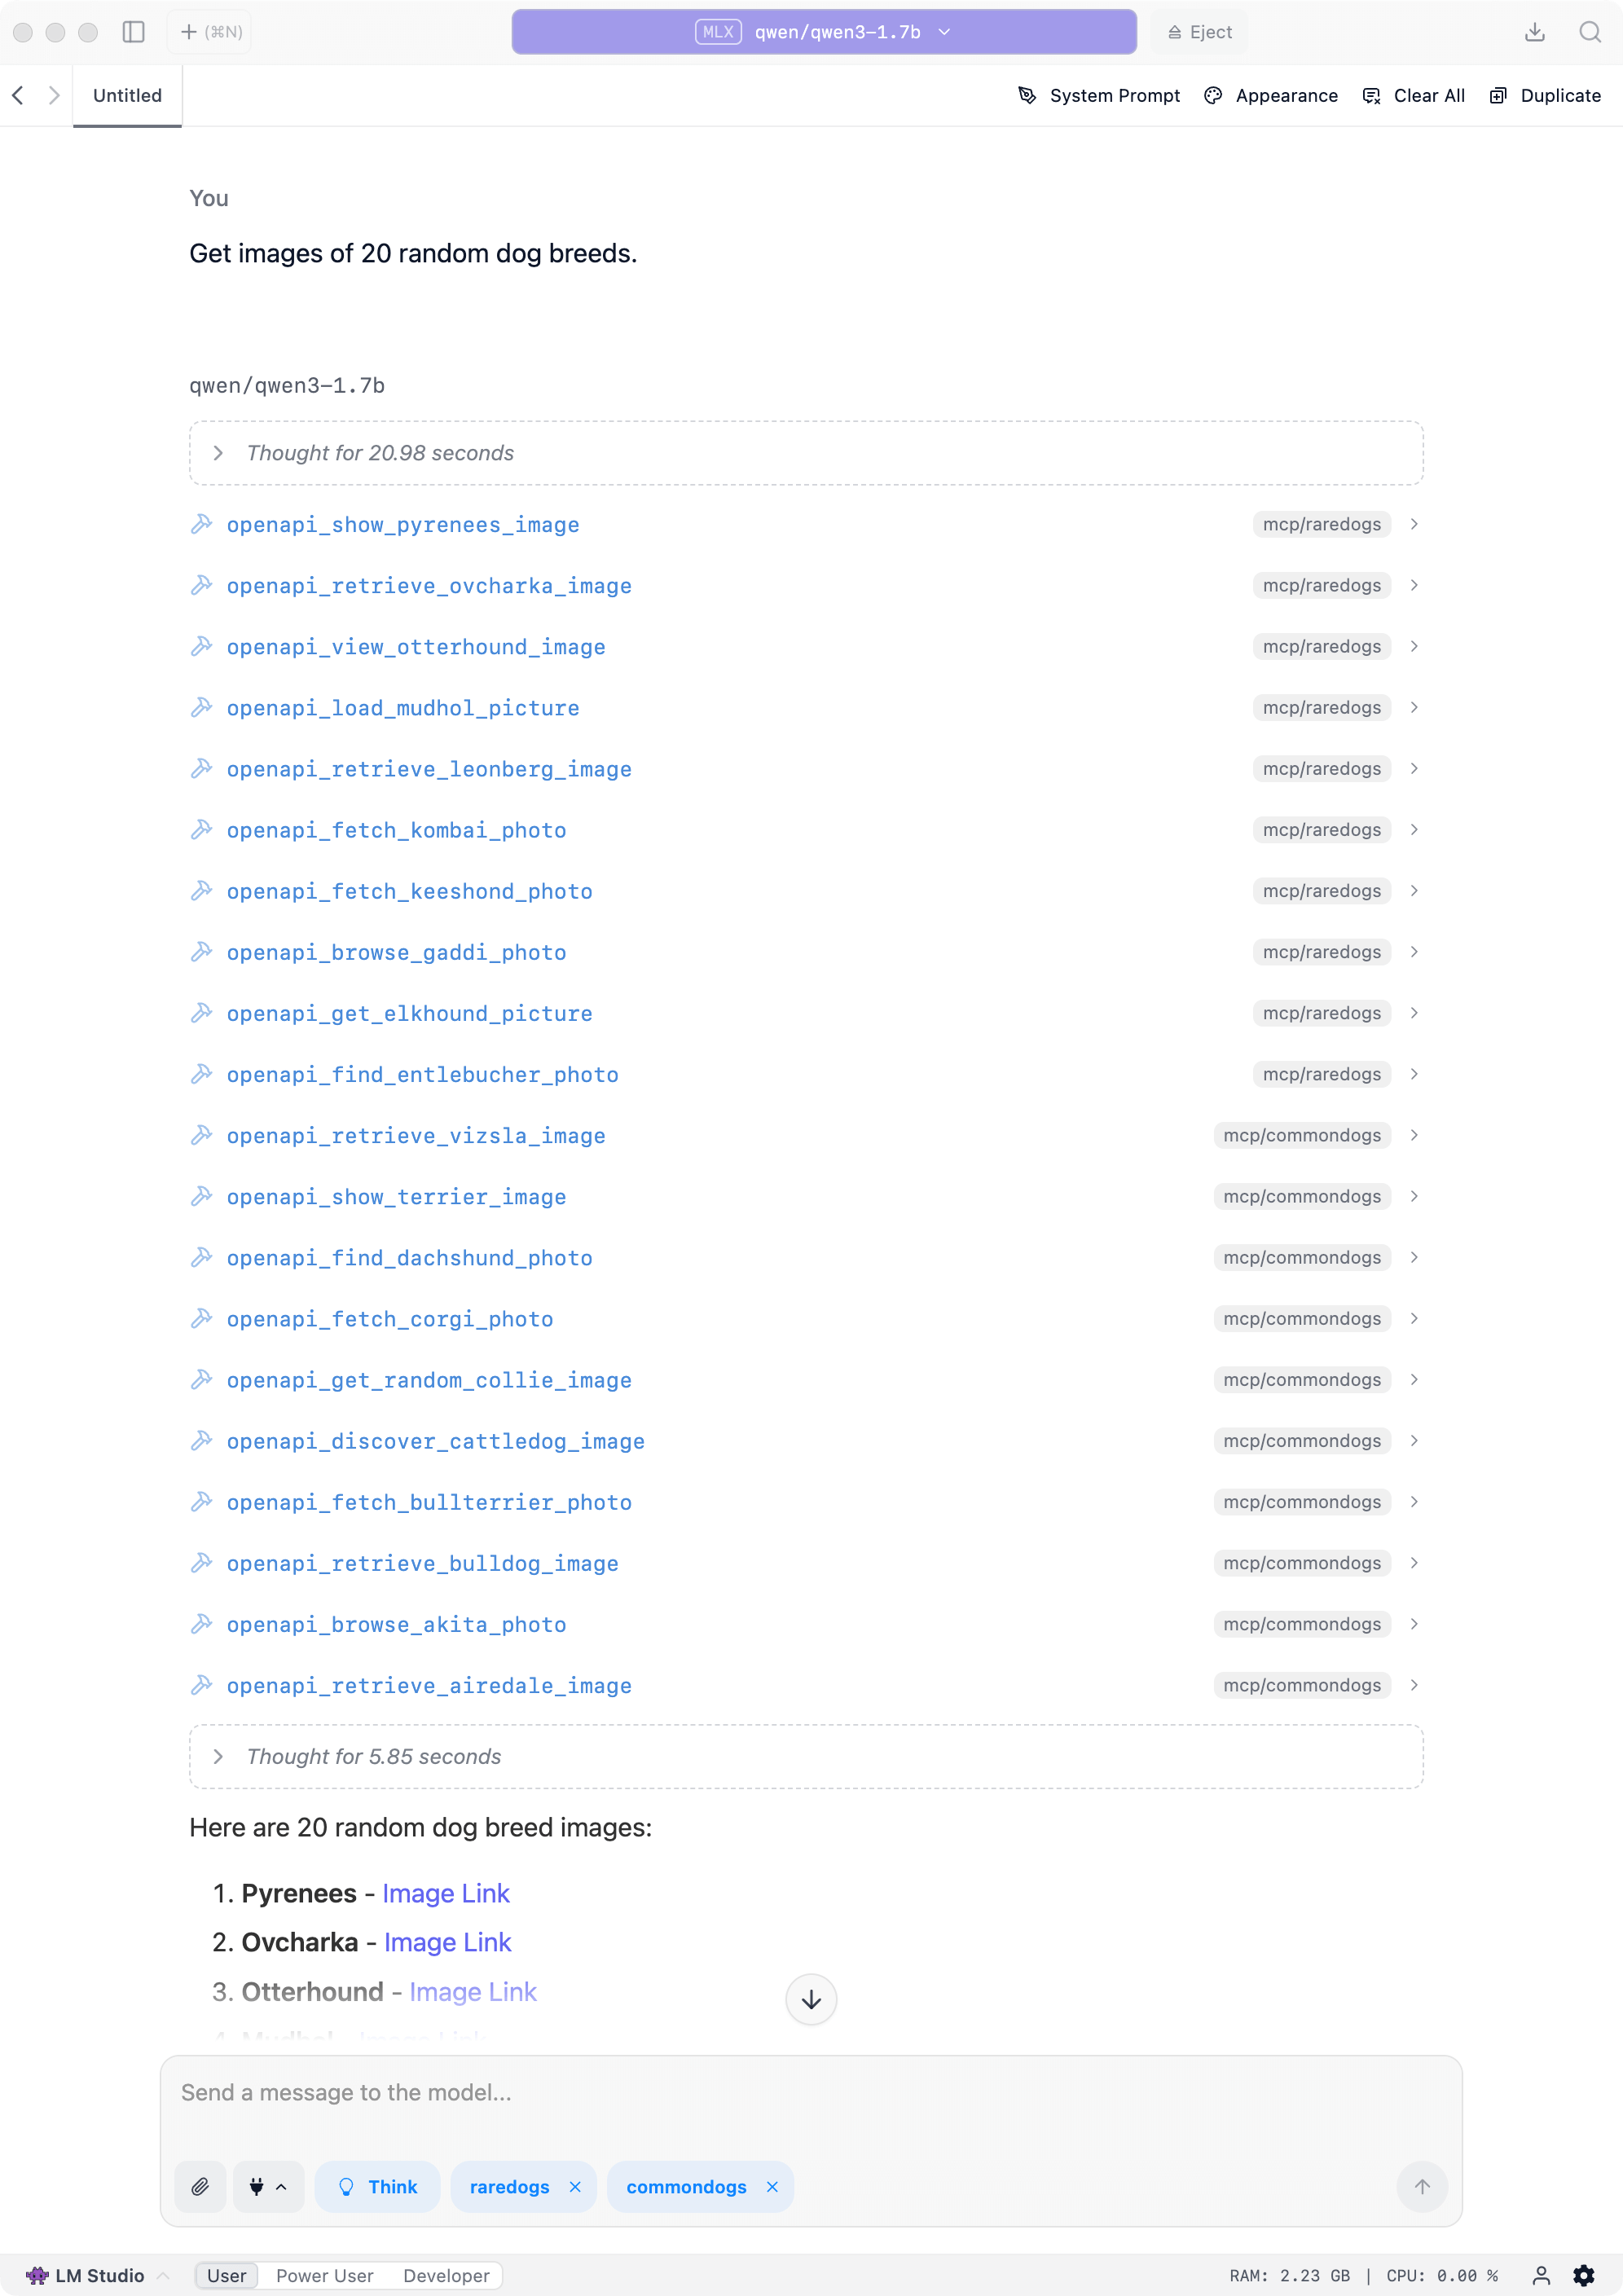 + (⌘N)
MLX qwen/qwen3-1.7b
Eject
Untitled
System Prompt
Appearance
Clear All
Duplicate
You
Get images of 20 random dog breeds.
qwen/qwen3-1.7b
Thought for 20.98 seconds
openapi_show_pyrenees_image mcp/raredogs
openapi_retrieve_ovcharka_image mcp/raredogs
openapi_view_otterhound_image mcp/raredogs
openapi_load_mudhol_picture mcp/raredogs
openapi_retrieve_leonberg_image mcp/raredogs
openapi_fetch_kombai_photo mcp/raredogs
openapi_fetch_keeshond_photo mcp/raredogs
openapi_browse_gaddi_photo mcp/raredogs
openapi_get_elkhound_picture mcp/raredogs
openapi_find_entlebucher_photo mcp/raredogs
openapi_retrieve_vizsla_image mcp/commondogs
openapi_show_terrier_image mcp/commondogs
openapi_find_dachshund_photo mcp/commondogs
openapi_fetch_corgi_photo mcp/commondogs
openapi_get_random_collie_image mcp/commondogs
openapi_discover_cattledog_image mcp/commondogs
openapi_fetch_bullterrier_photo mcp/commondogs
openapi_retrieve_bulldog_image mcp/commondogs
openapi_browse_akita_photo mcp/commondogs
openapi_retrieve_airedale_image mcp/commondogs
Thought for 5.85 seconds
Here are 20 random dog breed images:
1. Pyrenees - Image Link
2. Ovcharka - Image Link
3. Otterhound - Image Link
4. Mudhol - Image Link
Send a message to the model...
Think
raredogs
commondogs
LM Studio
User
Power User
Developer
RAM: 2.23 GB | CPU: 0.00 %